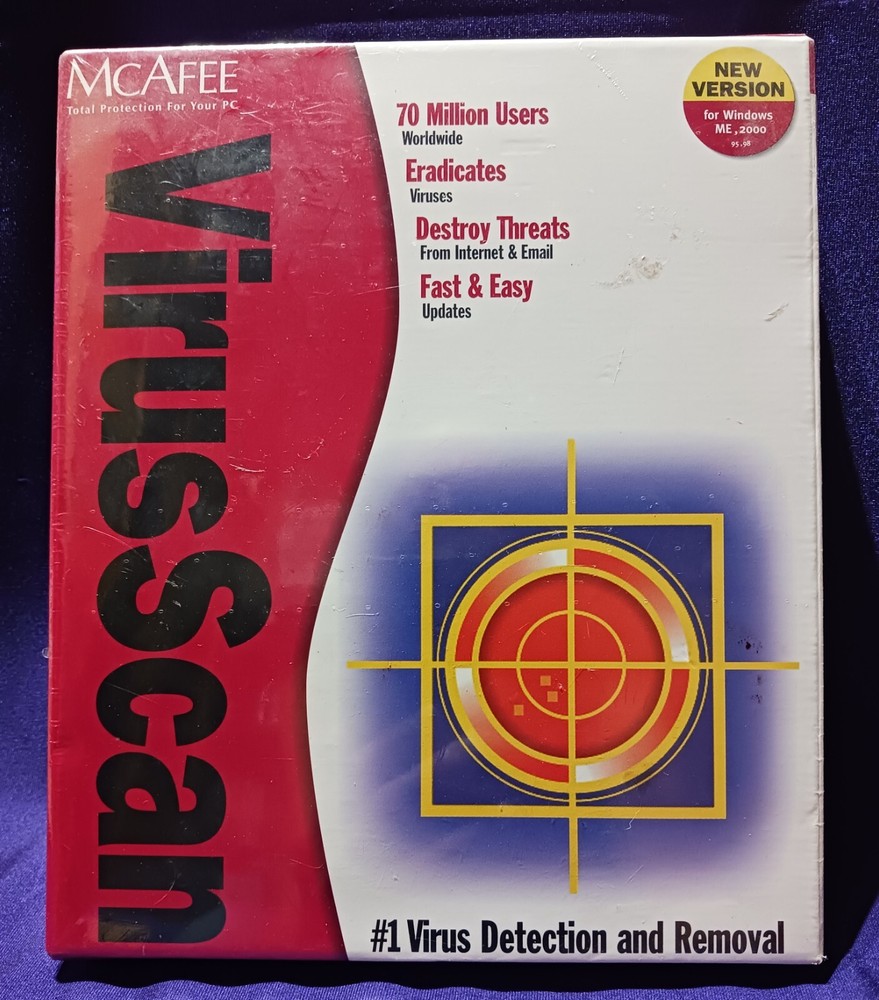 McAFEE
Total Protection For Your PC
VirusScan
70 Million Users
Worldwide
Eradicates
Viruses
Destroy Threats
From Internet & Email
Fast & Easy
Updates
NEW
VERSION
for Windows
ME, 2000
95, 98
#1 Virus Detection and Removal